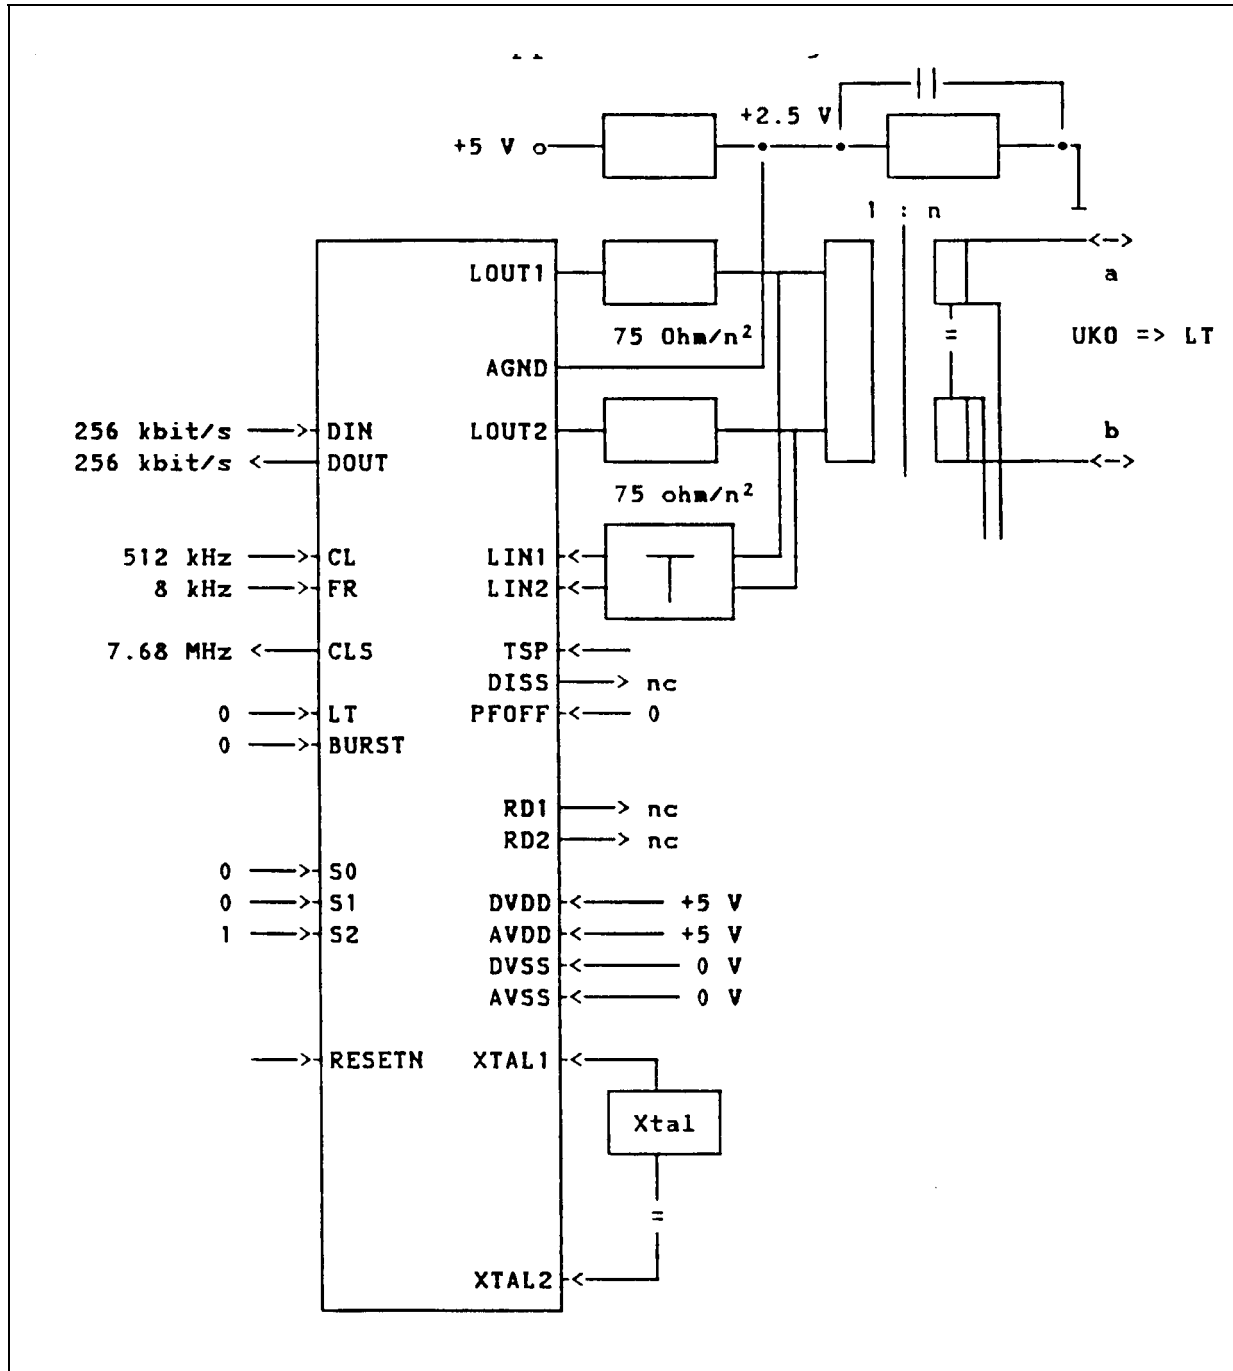 +2.5 V
+5 V
1 : n
LOUT1
a
75 Ohm/n²
UK0 => LT
AGND
256 kbit/s DIN LOUT2 b
256 kbit/s DOUT
75 ohm/n²
512 kHz CL LIN1
8 kHz FR LIN2
7.68 MHz CLS TSP
DISS nc
0 LT PFOFF 0
0 BURST
RD1 nc
RD2 nc
0 S0
0 S1 DVDD +5 V
1 S2 AVDD +5 V
DVSS 0 V
AVSS 0 V
RESETN XTAL1
Xtal
XTAL2